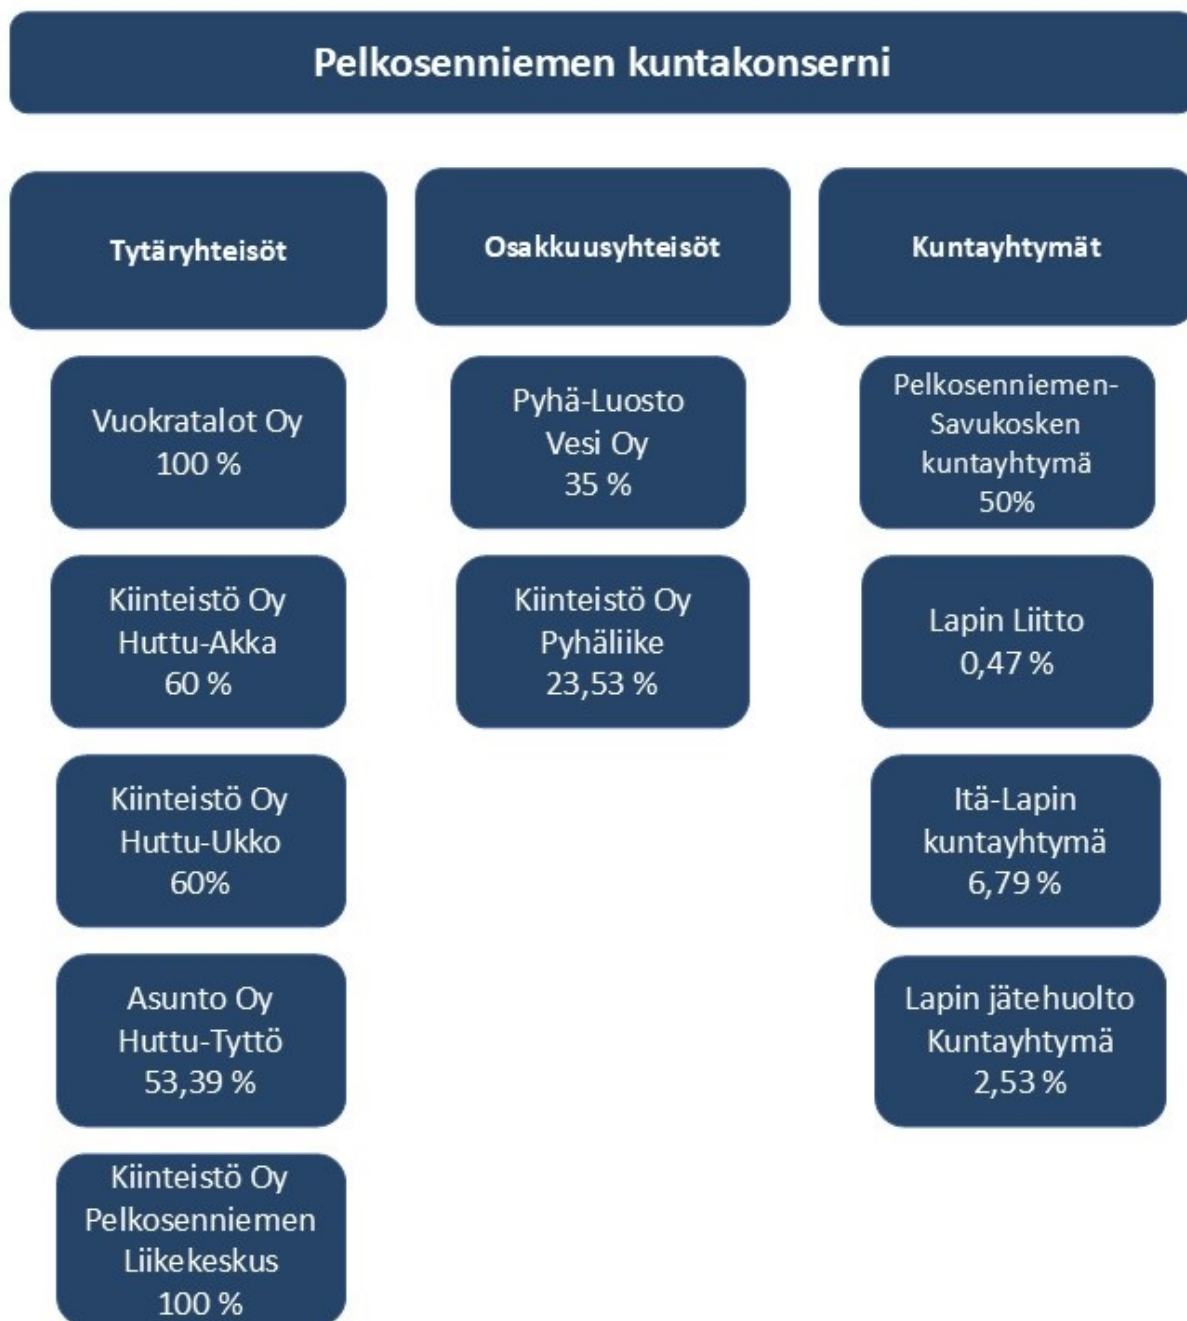 Pelkosenniemen kuntakonserni
Tytäryhteisöt
Vuokratalot Oy
100 %
Kiinteistö Oy
Huttu-Akka
60 %
Kiinteistö Oy
Huttu-Ukko
60%
Asunto Oy
Huttu-Tyttö
53,39 %
Kiinteistö Oy
Pelkosenniemen
Liikekeskus
100 %
Osakkuusyhteisöt
Pyhä-Luosto
Vesi Oy
35 %
Kiinteistö Oy
Pyhäliike
23,53 %
Kuntayhtymät
Pelkosenniemen-
Savukosken
kuntayhtymä
50%
Lapin Liitto
0,47 %
Itä-Lapin
kuntayhtymä
6,79 %
Lapin jätehuolto
Kuntayhtymä
2,53 %